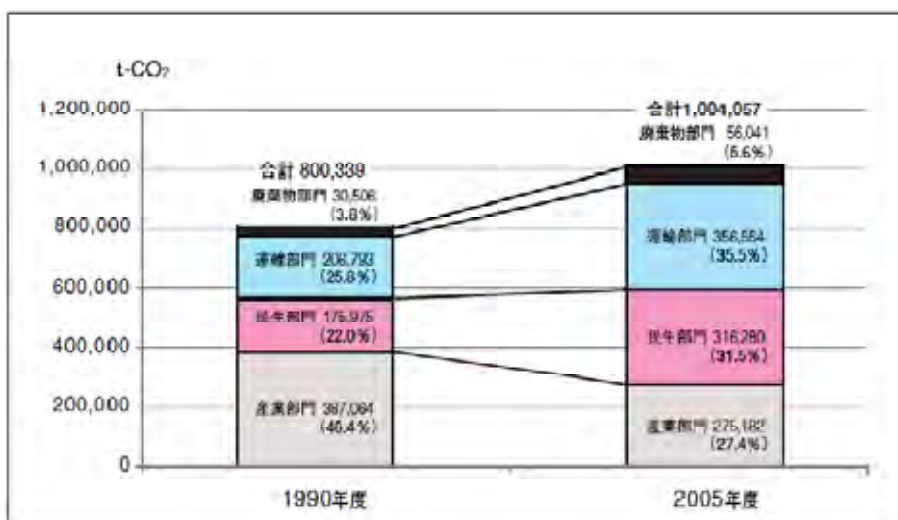 t-CO₂
1,200,000
1,000,000
800,000
600,000
400,000
200,000
0
合計 800,339
廃棄物部門 30,506
(3.8%)
運輸部門 206,793
(25.8%)
民生部門 175,975
(22.0%)
産業部門 387,064
(48.4%)
1990年度
合計1,004,057
廃棄物部門 56,041
(5.6%)
運輸部門 356,554
(35.5%)
民生部門 316,280
(31.5%)
産業部門 275,182
(27.4%)
2005年度